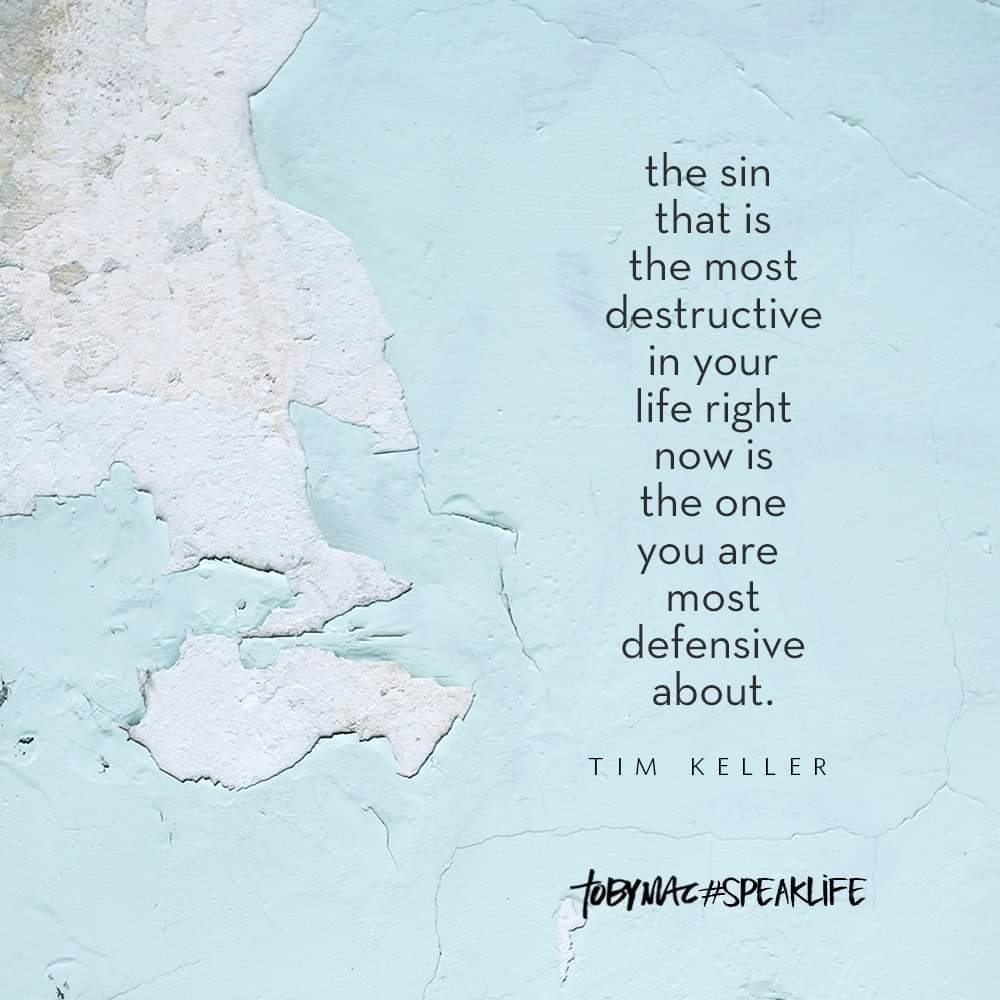 the sin
that is
the most
destructive
in your
life right
now is
the one
you are
most
defensive
about.
TIM KELLER
tobymac#SPEAKLIFE